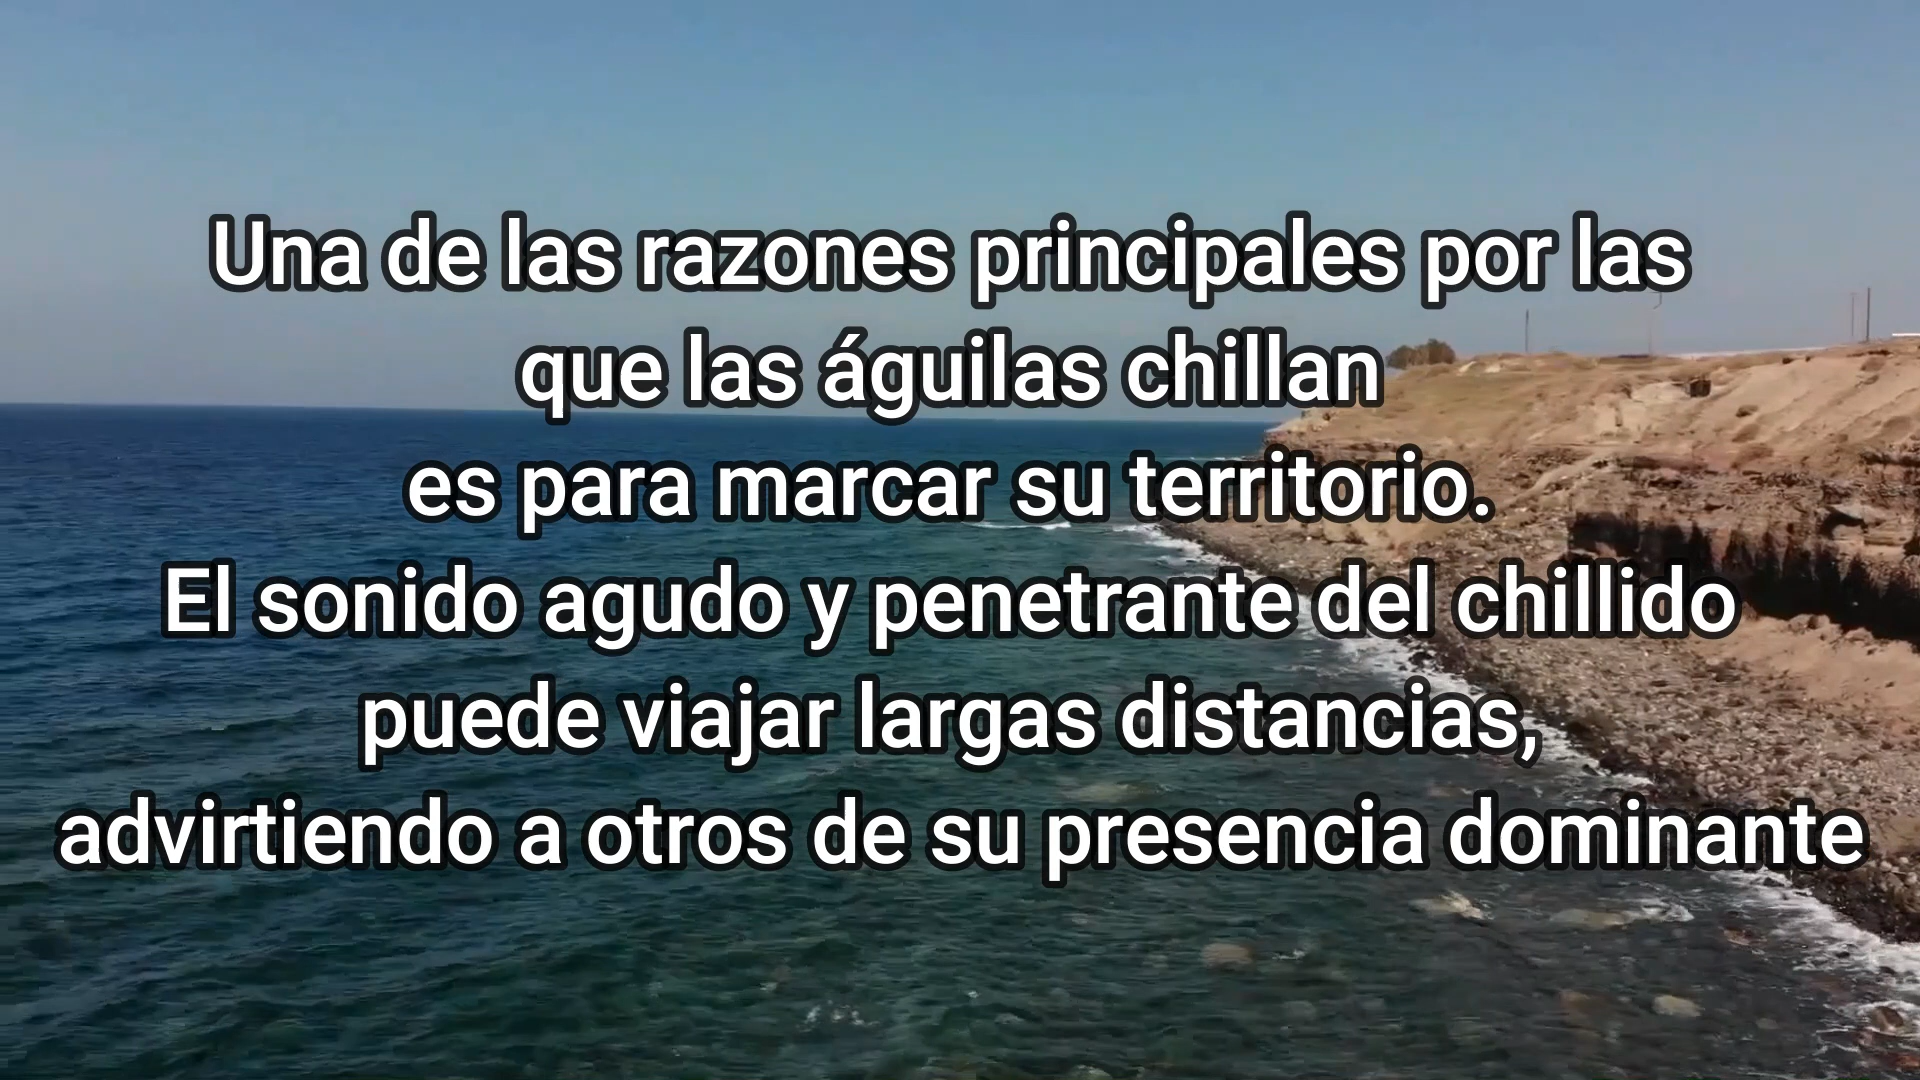 Una de las razones principales por las
que las águilas chillan
es para marcar su territorio.
El sonido agudo y penetrante del chillido
puede viajar largas distancias,
advirtiendo a otros de su presencia dominante